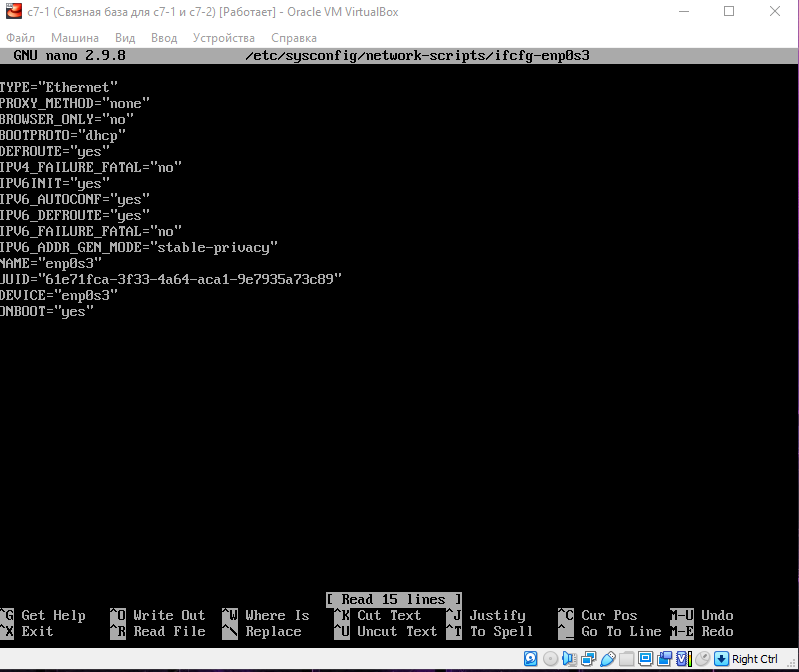 c7-1 (Связная база для c7-1 и c7-2) [Работает] - Oracle VM VirtualBox
Файл Машина Вид Ввод Устройства Справка
GNU nano 2.9.8 /etc/sysconfig/network-scripts/ifcfg-enp0s3
TYPE="Ethernet"
PROXY_METHOD="none"
BROWSER_ONLY="no"
BOOTPROTO="dhcp"
DEFROUTE="yes"
IPV4_FAILURE_FATAL="no"
IPV6INIT="yes"
IPV6_AUTOCONF="yes"
IPV6_DEFROUTE="yes"
IPV6_FAILURE_FATAL="no"
IPV6_ADDR_GEN_MODE="stable-privacy"
NAME="enp0s3"
UUID="61e71fca-3f33-4a64-aca1-9e7935a73c89"
DEVICE="enp0s3"
ONBOOT="yes"
[ Read 15 lines ]
^G Get Help ^O Write Out ^W Where Is ^K Cut Text ^J Justify ^C Cur Pos M-U Undo
^X Exit ^R Read File ^\ Replace ^U Uncut Text ^T To Spell ^_ Go To Line M-E Redo
Right Ctrl